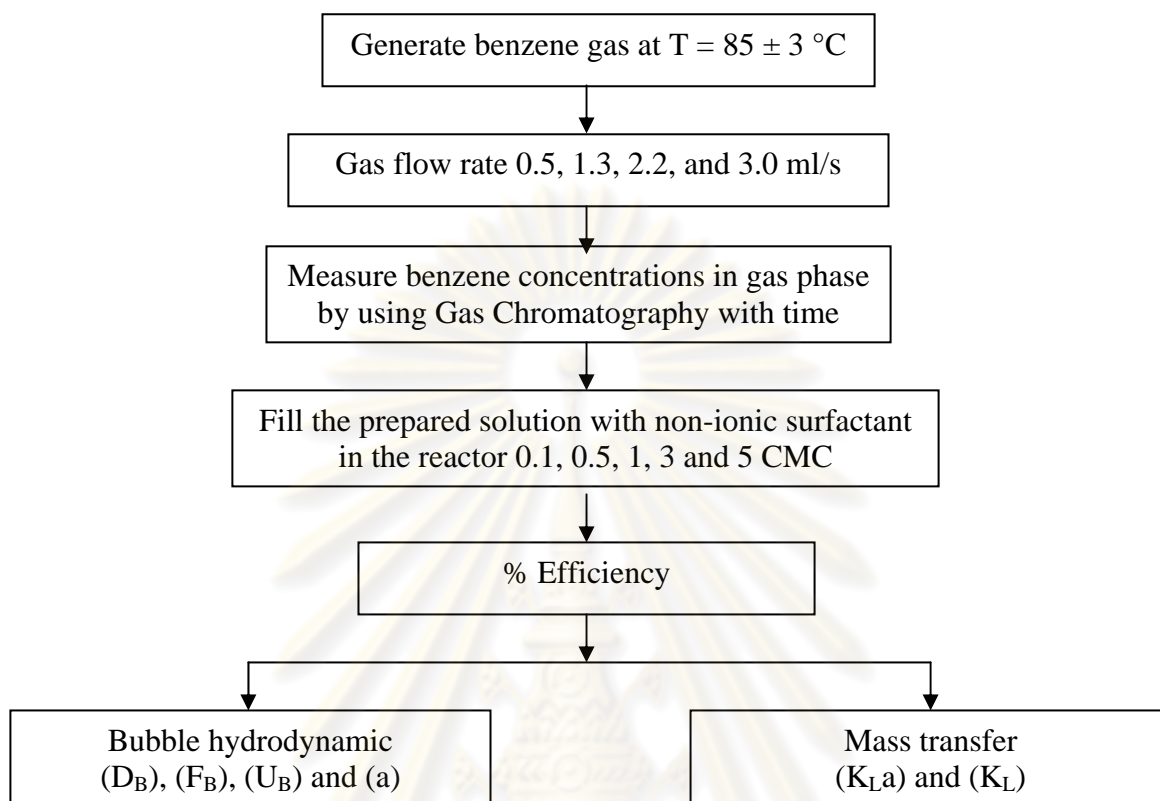 Generate benzene gas at T = 85 ± 3 °C
Gas flow rate 0.5, 1.3, 2.2, and 3.0 ml/s
Measure benzene concentrations in gas phase
by using Gas Chromatography with time
Fill the prepared solution with non-ionic surfactant
in the reactor 0.1, 0.5, 1, 3 and 5 CMC
% Efficiency
Bubble hydrodynamic
(D_B), (F_B), (U_B) and (a)
Mass transfer
(K_La) and (K_L)